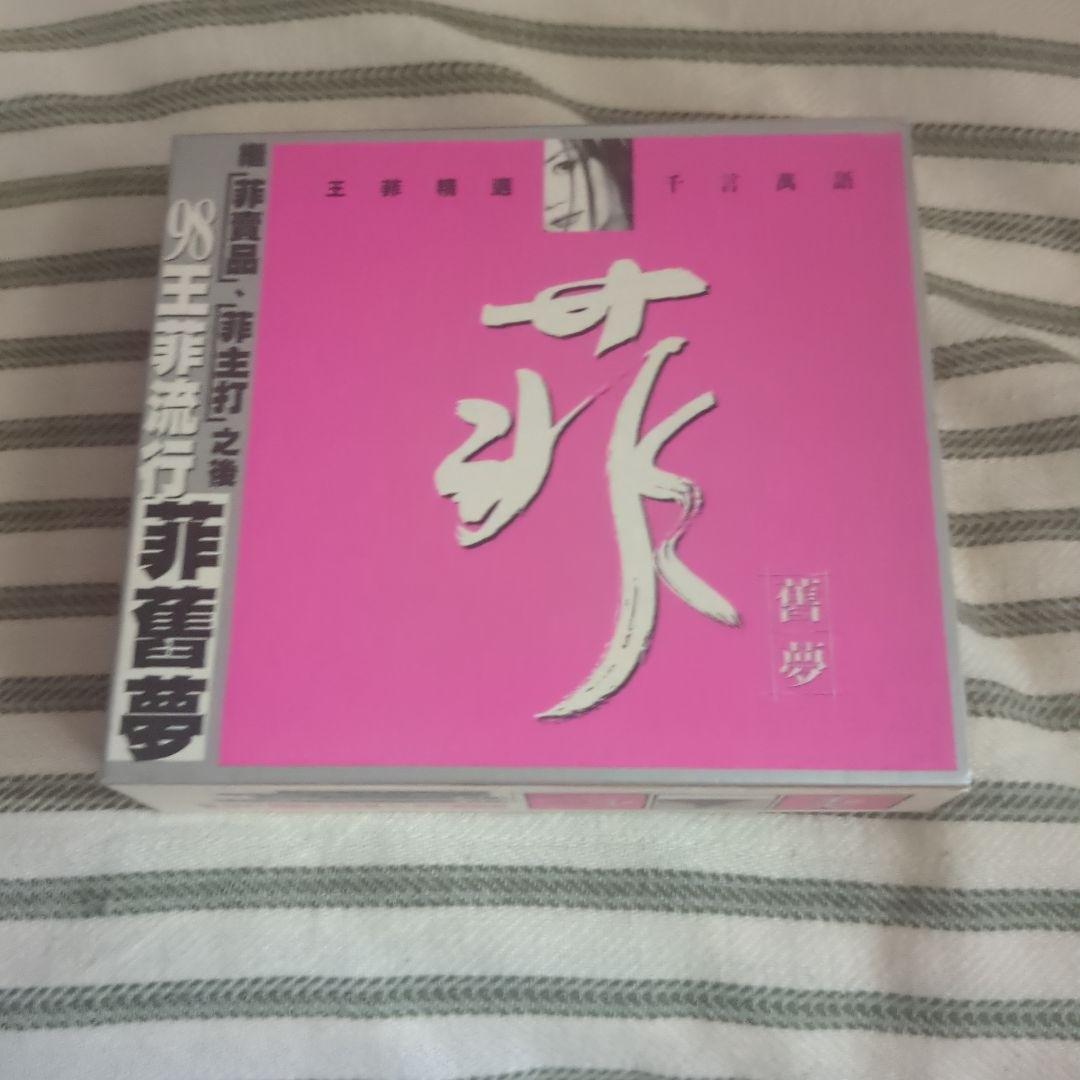 繼「菲賣品」、「菲主打」之後
98王菲流行
菲舊夢
王菲精選
千言萬語
菲
舊夢